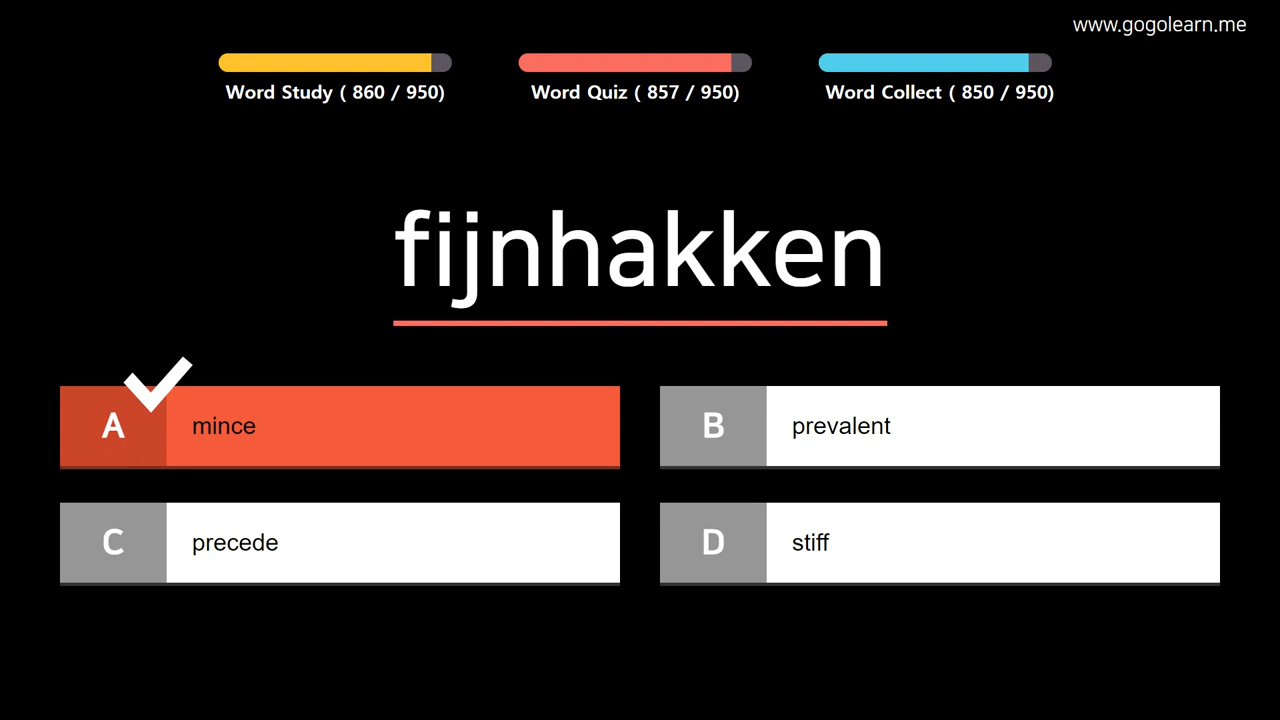 www.gogolearn.me
Word Study ( 860 / 950)
Word Quiz ( 857 / 950)
Word Collect ( 850 / 950)
fijnhakken
A mince
B prevalent
C precede
D stiff